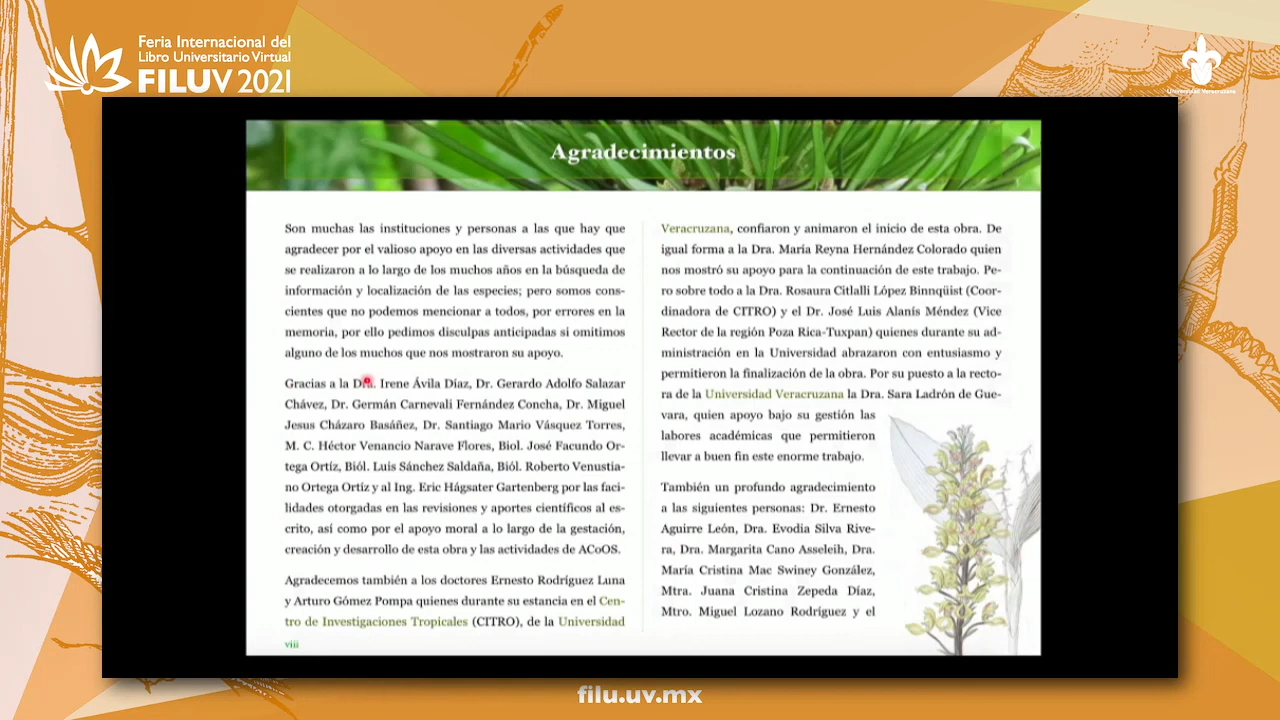 Feria Internacional del
Libro Universitario Virtual
FILUV 2021
Universidad Veracruzana
Agradecimientos
Son muchas las instituciones y personas a las que hay que
agradecer por el valioso apoyo en las diversas actividades que
se realizaron a lo largo de los muchos años en la búsqueda de
información y localización de las especies; pero somos cons-
cientes que no podemos mencionar a todos, por errores en la
memoria, por ello pedimos disculpas anticipadas si omitimos
alguno de los muchos que nos mostraron su apoyo.
Gracias a la Dra. Irene Ávila Díaz, Dr. Gerardo Adolfo Salazar
Chávez, Dr. Germán Carnevali Fernández Concha, Dr. Miguel
Jesus Cházaro Basáñez, Dr. Santiago Mario Vásquez Torres,
M. C. Héctor Venancio Narave Flores, Biol. José Facundo Or-
tega Ortíz, Biól. Luis Sánchez Saldaña, Biól. Roberto Venustia-
no Ortega Ortíz y al Ing. Eric Hágsater Gartenberg por las faci-
lidades otorgadas en las revisiones y aportes científicos al es-
crito, así como por el apoyo moral a lo largo de la gestación,
creación y desarrollo de esta obra y las actividades de ACoOS.
Agradecemos también a los doctores Ernesto Rodríguez Luna
y Arturo Gómez Pompa quienes durante su estancia en el Cen-
tro de Investigaciones Tropicales (CITRO), de la Universidad
viii
Veracruzana, confiaron y animaron el inicio de esta obra. De
igual forma a la Dra. María Reyna Hernández Colorado quien
nos mostró su apoyo para la continuación de este trabajo. Pe-
ro sobre todo a la Dra. Rosaura Citlalli López Binnqüist (Coor-
dinadora de CITRO) y el Dr. José Luis Alanís Méndez (Vice
Rector de la región Poza Rica-Tuxpan) quienes durante su ad-
ministración en la Universidad abrazaron con entusiasmo y
permitieron la finalización de la obra. Por su puesto a la recto-
ra de la Universidad Veracruzana la Dra. Sara Ladrón de Gue-
vara, quien apoyo bajo su gestión las
labores académicas que permitieron
llevar a buen fin este enorme trabajo.
También un profundo agradecimiento
a las siguientes personas: Dr. Ernesto
Aguirre León, Dra. Evodia Silva Rive-
ra, Dra. Margarita Cano Asseleih, Dra.
María Cristina Mac Swiney González,
Mtra. Juana Cristina Zepeda Díaz,
Mtro. Miguel Lozano Rodríguez y el
filu.uv.mx